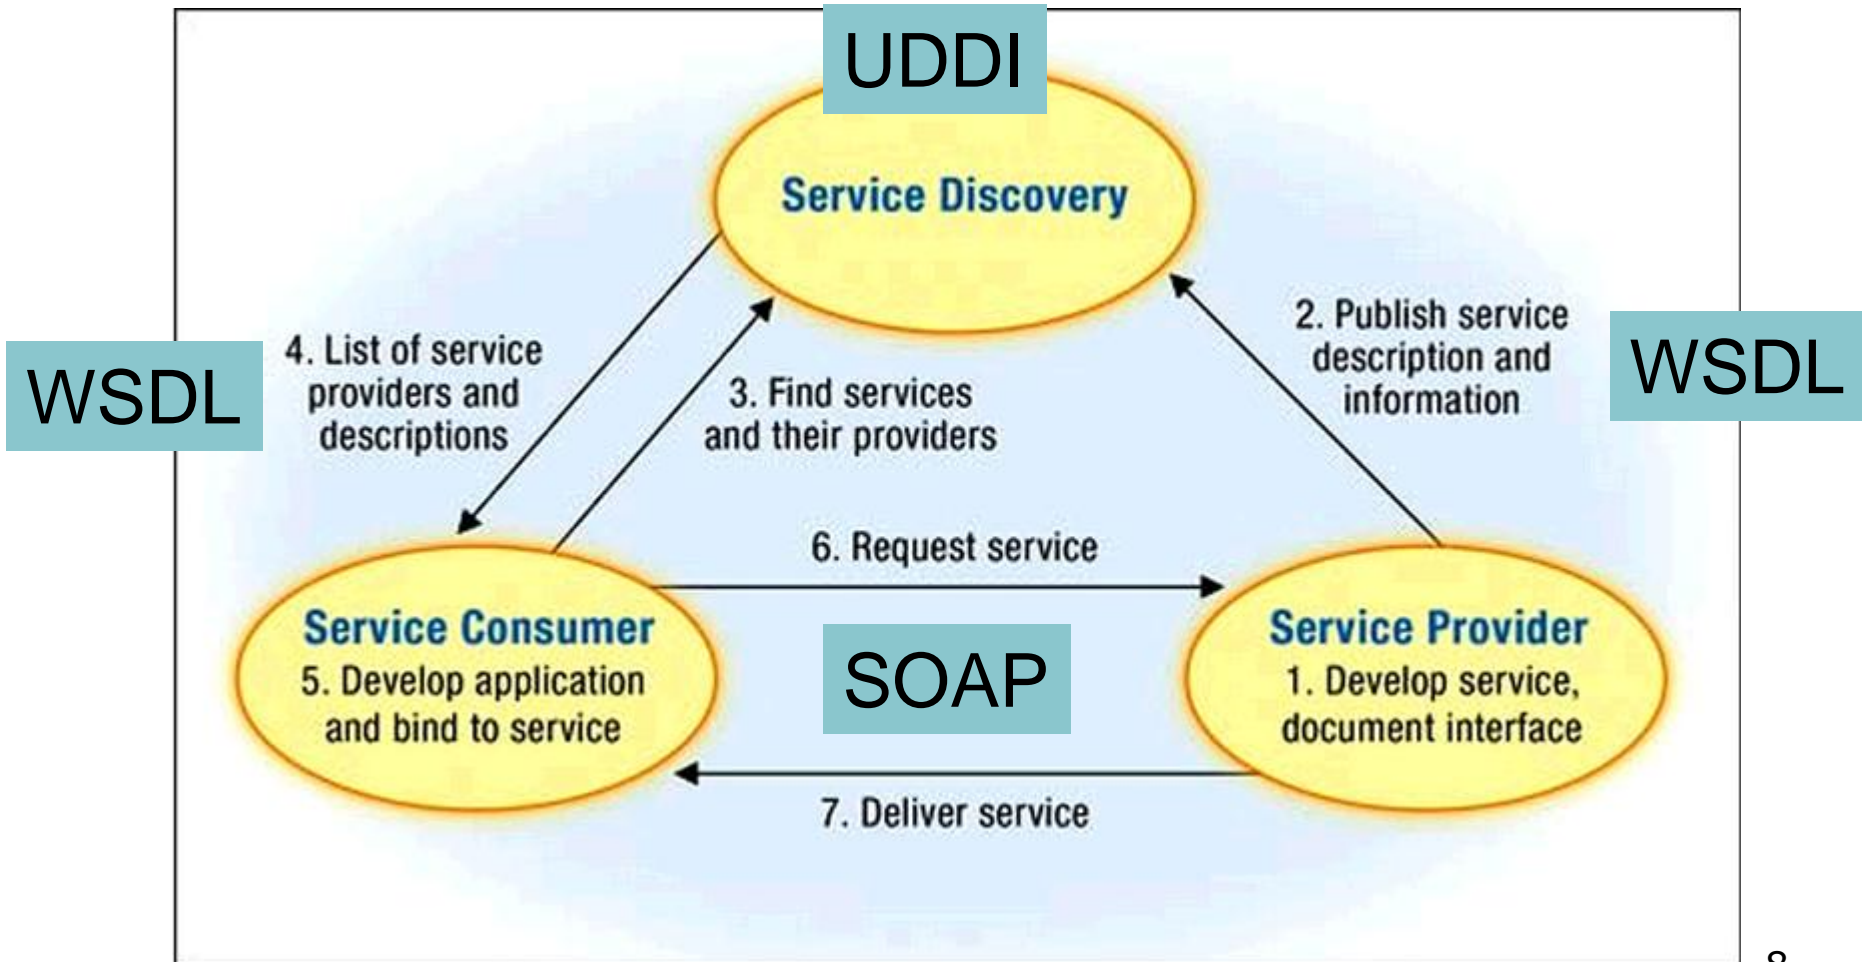 UDDI
Service Discovery
2. Publish service
description and
information
WSDL
4. List of service
providers and
descriptions
WSDL
3. Find services
and their providers
6. Request service
Service Consumer
5. Develop application
and bind to service
SOAP
Service Provider
1. Develop service,
document interface
7. Deliver service